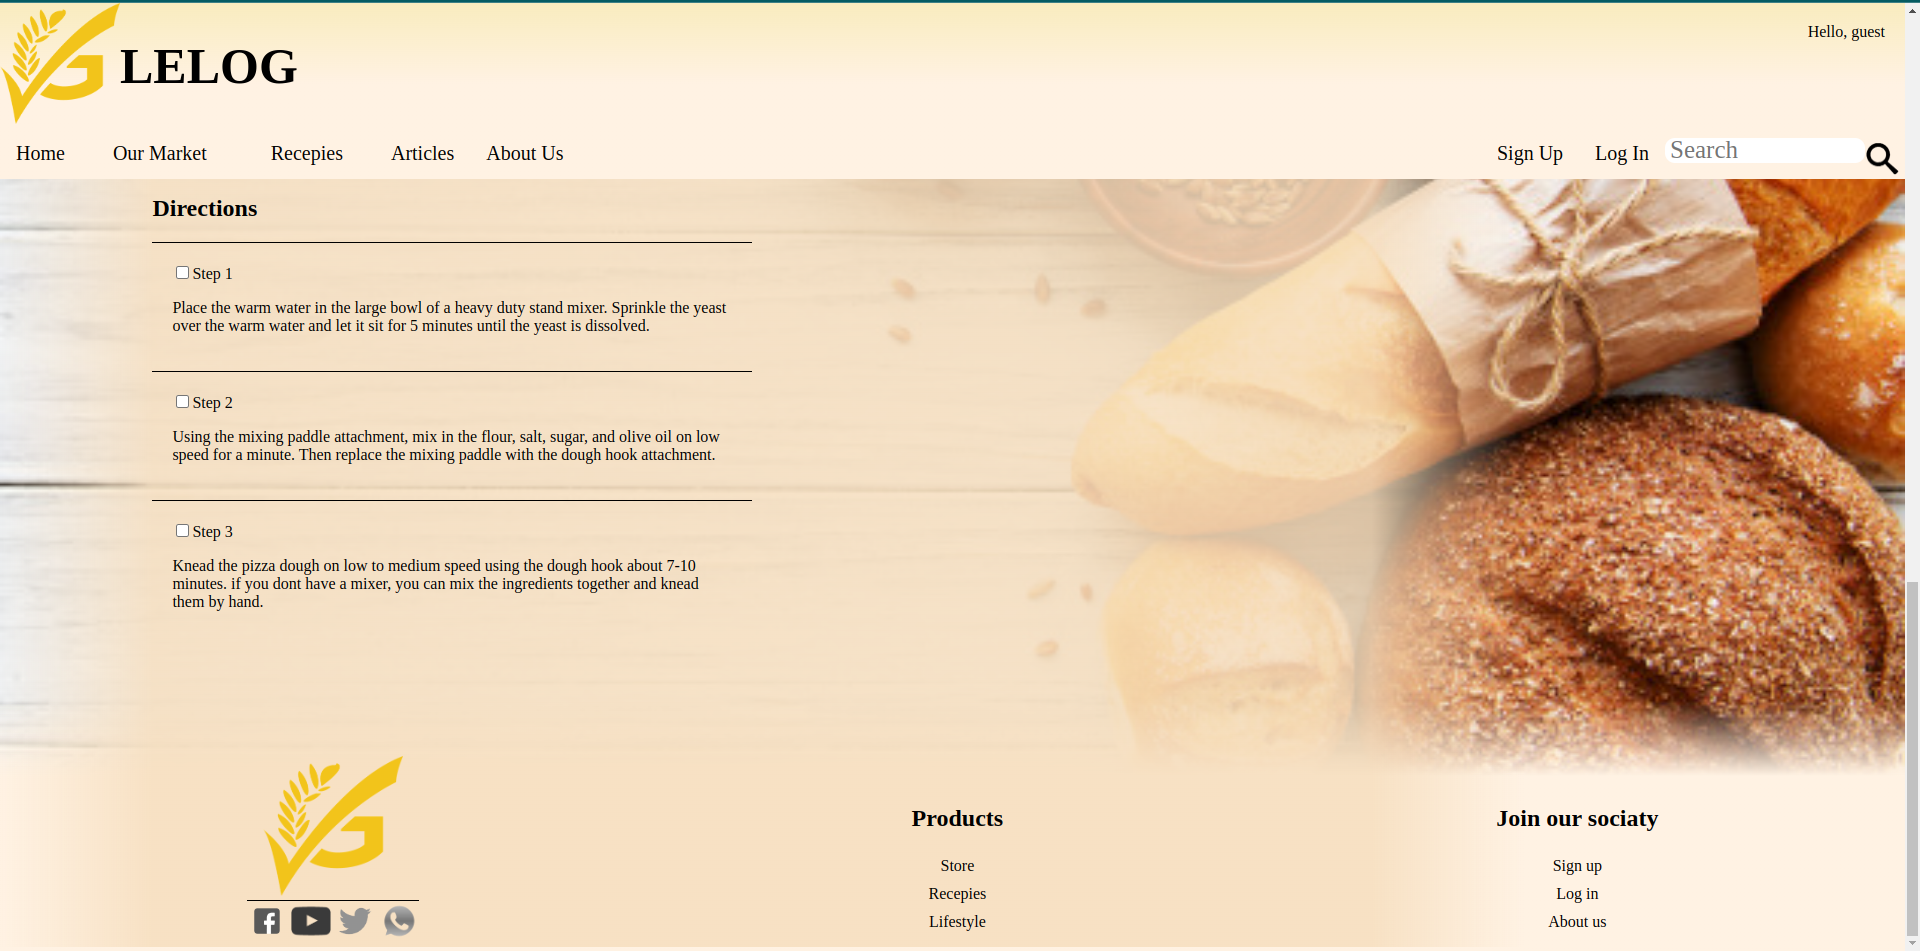 Hello, guest
LELOG
Home Our Market Recepies Articles About Us Sign Up Log In Search
Directions
Step 1
Place the warm water in the large bowl of a heavy duty stand mixer. Sprinkle the yeast
over the warm water and let it sit for 5 minutes until the yeast is dissolved.
Step 2
Using the mixing paddle attachment, mix in the flour, salt, sugar, and olive oil on low
speed for a minute. Then replace the mixing paddle with the dough hook attachment.
Step 3
Knead the pizza dough on low to medium speed using the dough hook about 7-10
minutes. if you dont have a mixer, you can mix the ingredients together and knead
them by hand.
Products
Store
Recepies
Lifestyle
Join our sociaty
Sign up
Log in
About us